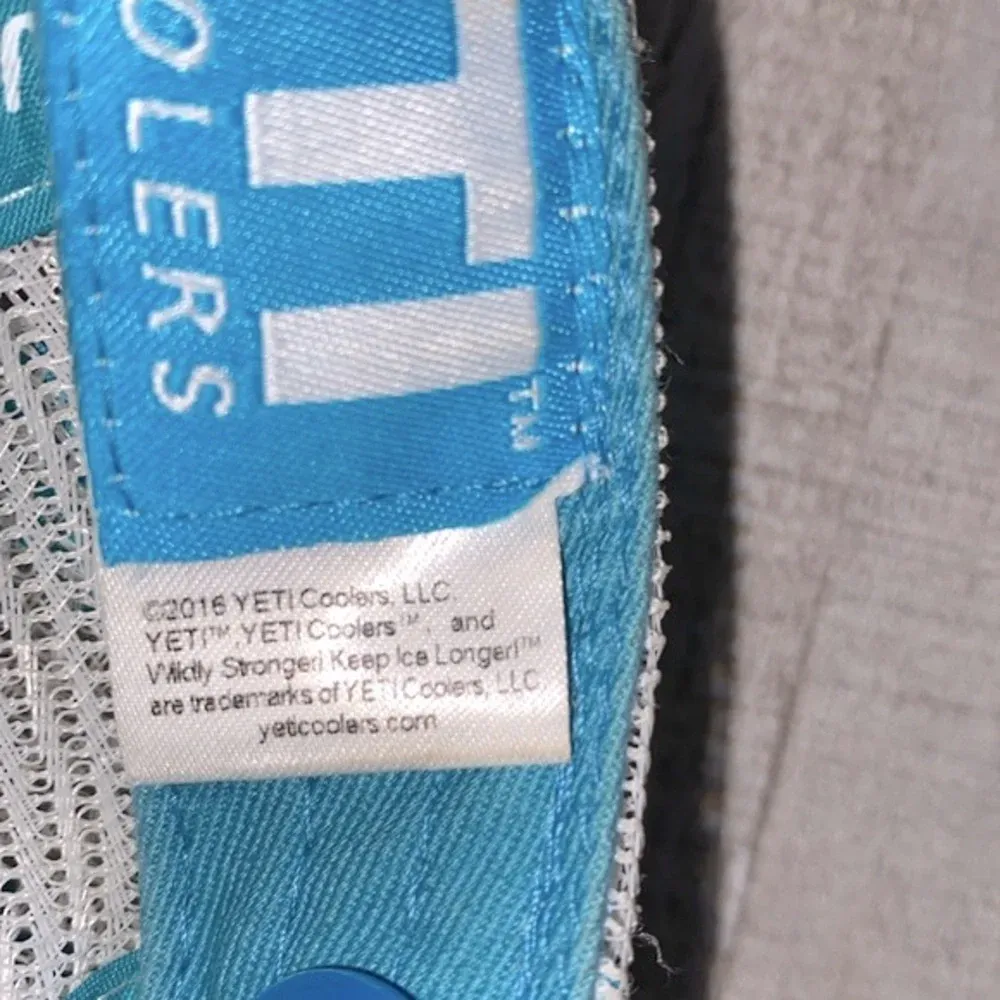 OLERS
TI™
©2016 YETI Coolers, LLC.
YETI™, YETI Coolers™, and
Wildly Stronger! Keep Ice Longer!™
are trademarks of YETI Coolers, LLC
yeticoolers.com